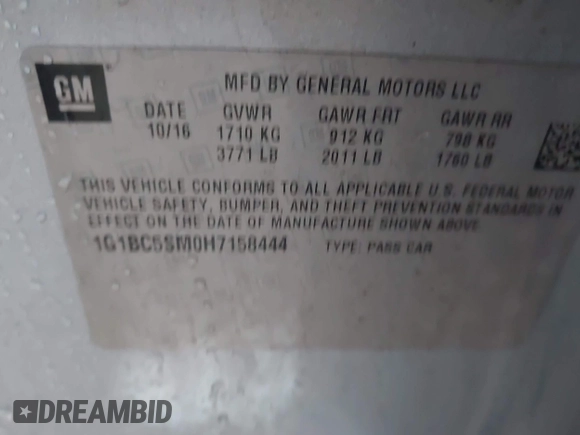 GM
MFD BY GENERAL MOTORS LLC
DATE GVWR GAWR FRT GAWR RR
10/16 1710 KG 912 KG 798 KG
3771 LB 2011 LB 1760 LB
THIS VEHICLE CONFORMS TO ALL APPLICABLE U.S. FEDERAL MOTOR
VEHICLE SAFETY, BUMPER, AND THEFT PREVENTION STANDARDS IN
EFFECT ON THE DATE OF MANUFACTURE SHOWN ABOVE.
1G1BC5SM0H7158444 TYPE: PASS CAR
DREAMBID